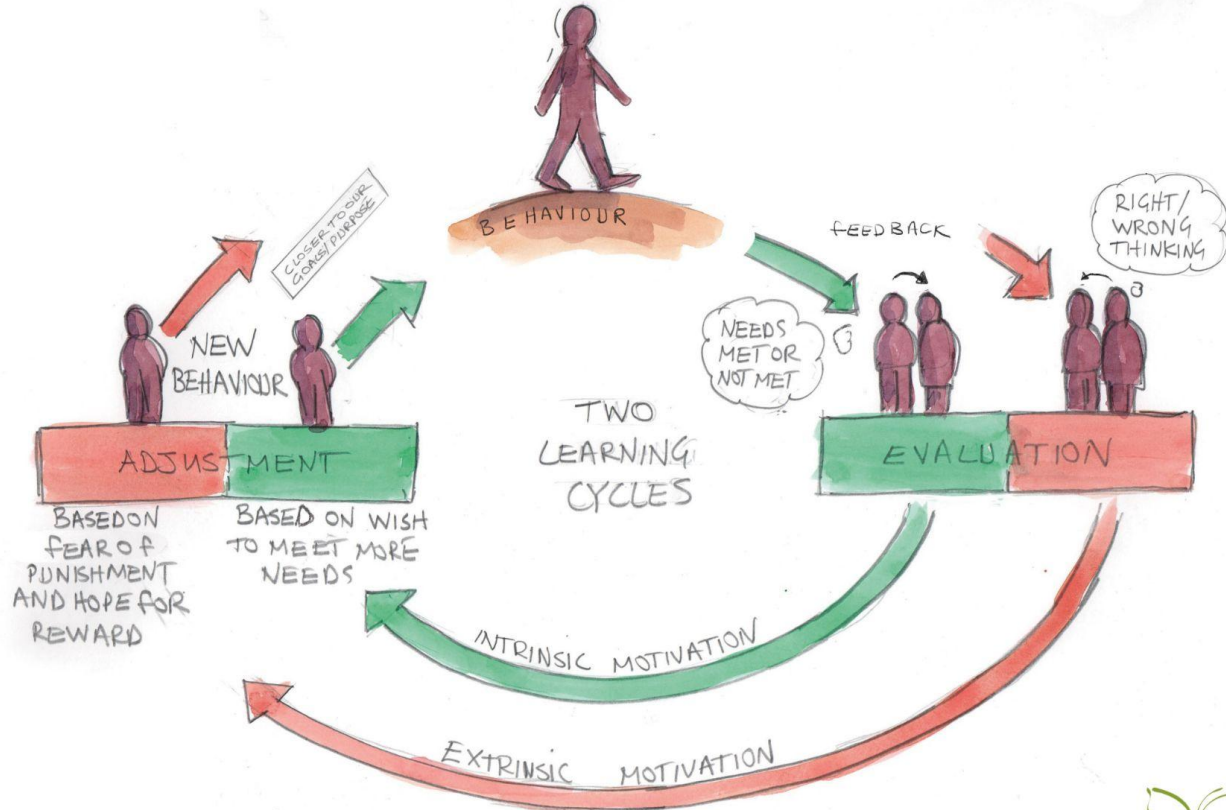 BEHAVIOUR
FEEDBACK
RIGHT/
WRONG
THINKING
CLOSER TO OUR
GOALS/PURPOSE
NEW
BEHAVIOUR
NEEDS
MET OR
NOT MET
TWO
LEARNING
CYCLES
ADJUSTMENT
EVALUATION
BASED ON
FEAR OF
PUNISHMENT
AND HOPE FOR
REWARD
BASED ON WISH
TO MEET MORE
NEEDS
INTRINSIC MOTIVATION
EXTRINSIC MOTIVATION